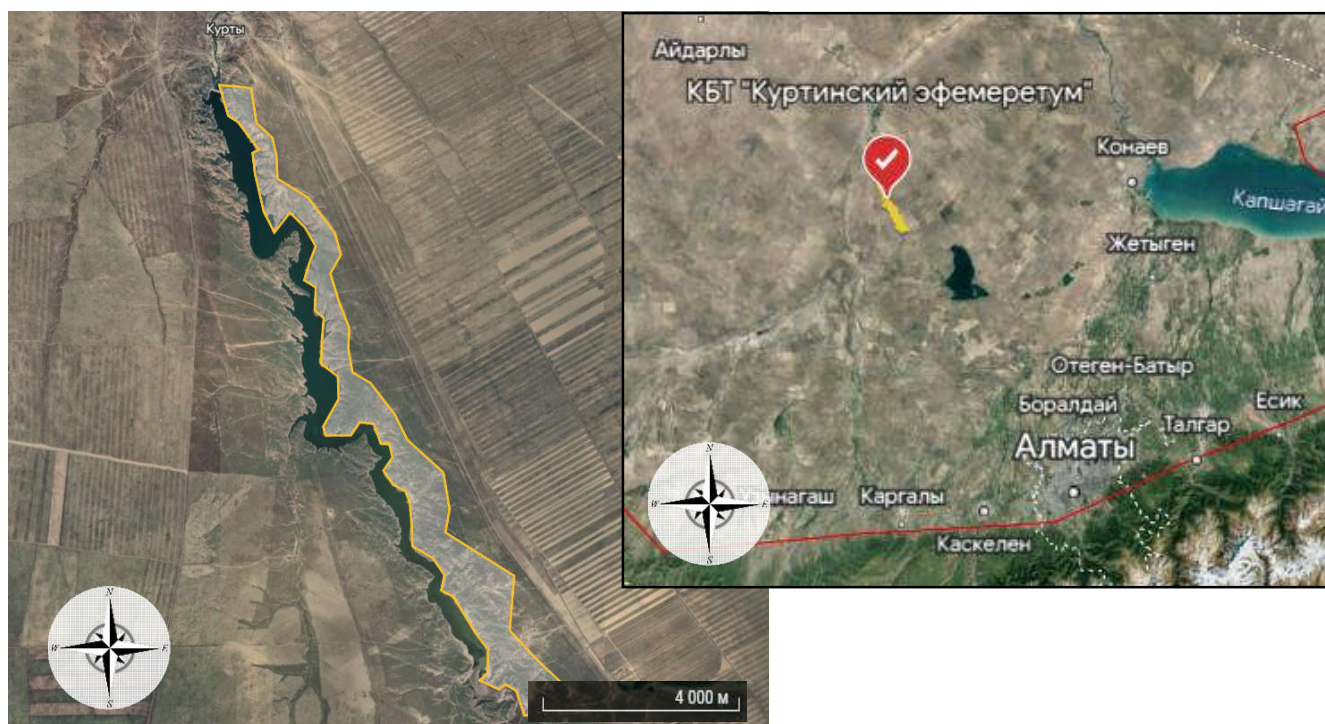 Курты
N
W
E
S
4 000 м
Айдарлы
КБТ "Куртинский эфемеретум"
Конаев
Капшагай
Жетыген
Отеген-Батыр
Боралдай
Есик
Талгар
Алматы
N
W
E
S
Каргалы
Каскелен